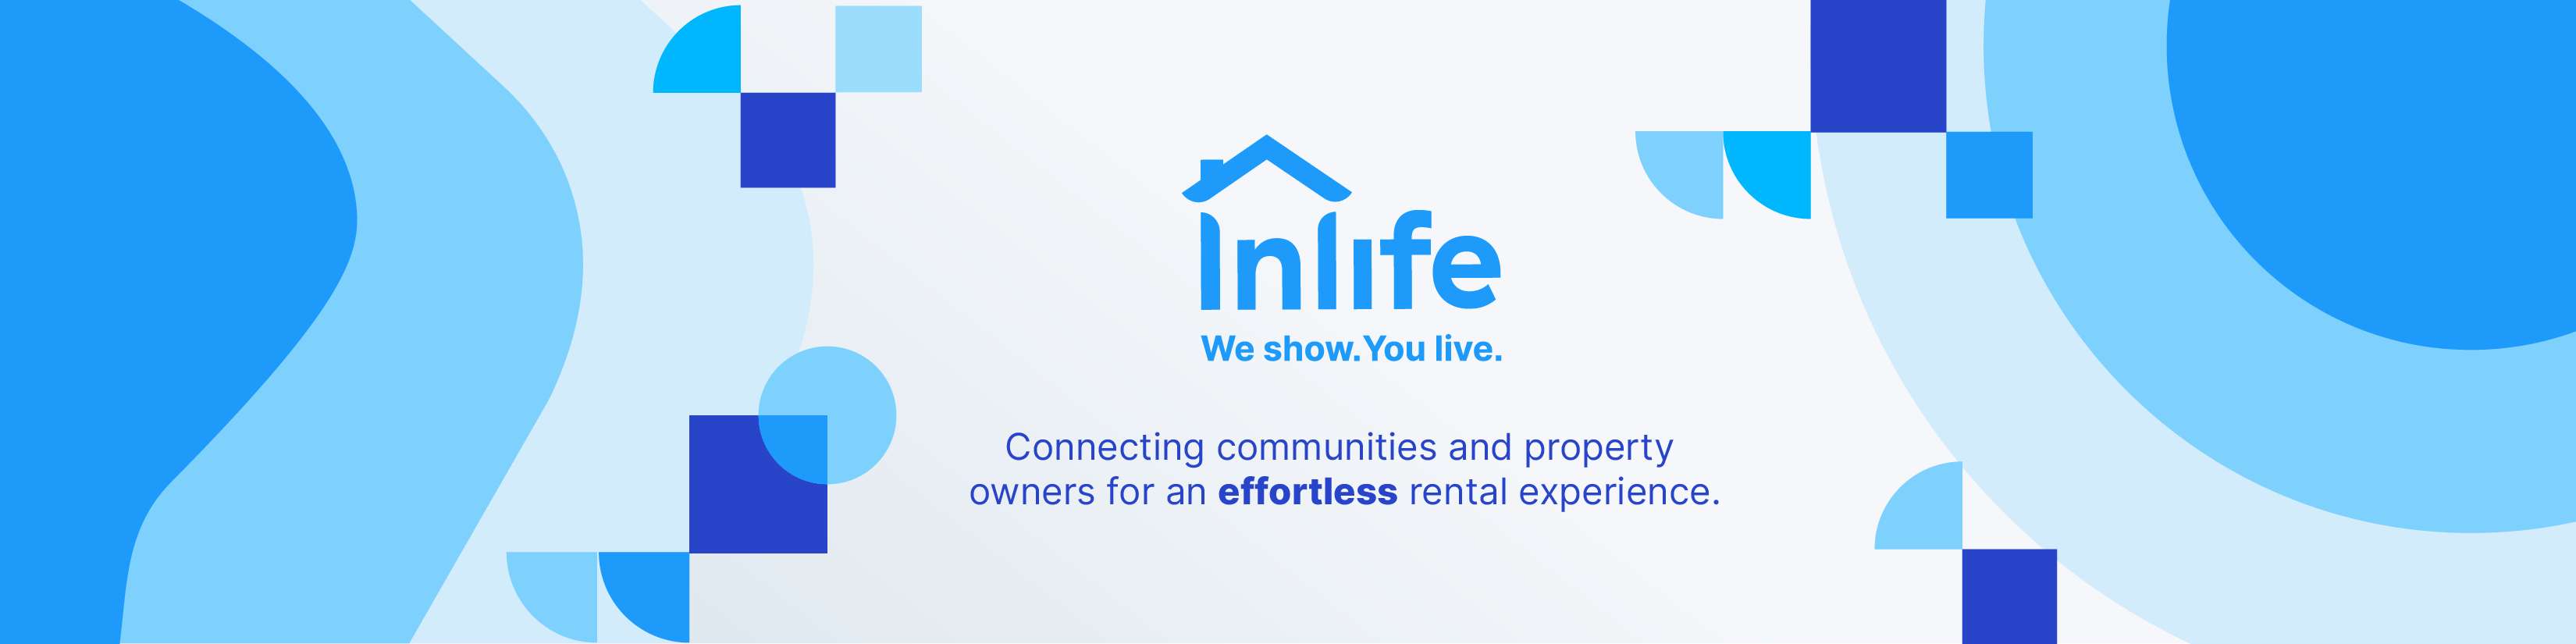 Inlife
We show.You live.
Connecting communities and property
owners for an effortless rental experience.